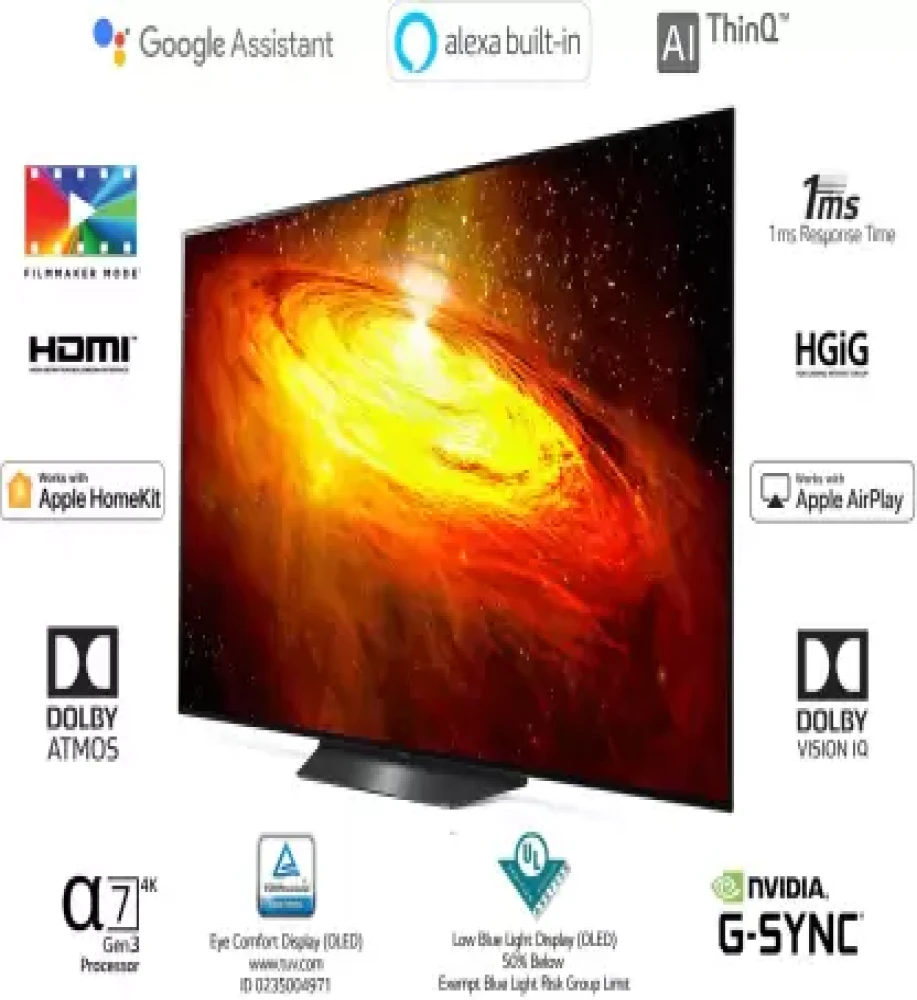 Google Assistant
alexa built-in
AI ThinQ™
FILMMAKER MODE
1ms
1ms Response Time
HDMI
HGiG
Works with
Apple HomeKit
Works with
Apple AirPlay
DOLBY
ATMOS
DOLBY
VISION IQ
α7 4K
Gen3
Processor
Eye Comfort Display (OLED)
www.tuv.com
ID 0235004971
UL
Low Blue Light Display (OLED)
50% Below
Exempt Blue Light Risk Group Limit
NVIDIA.
G-SYNC